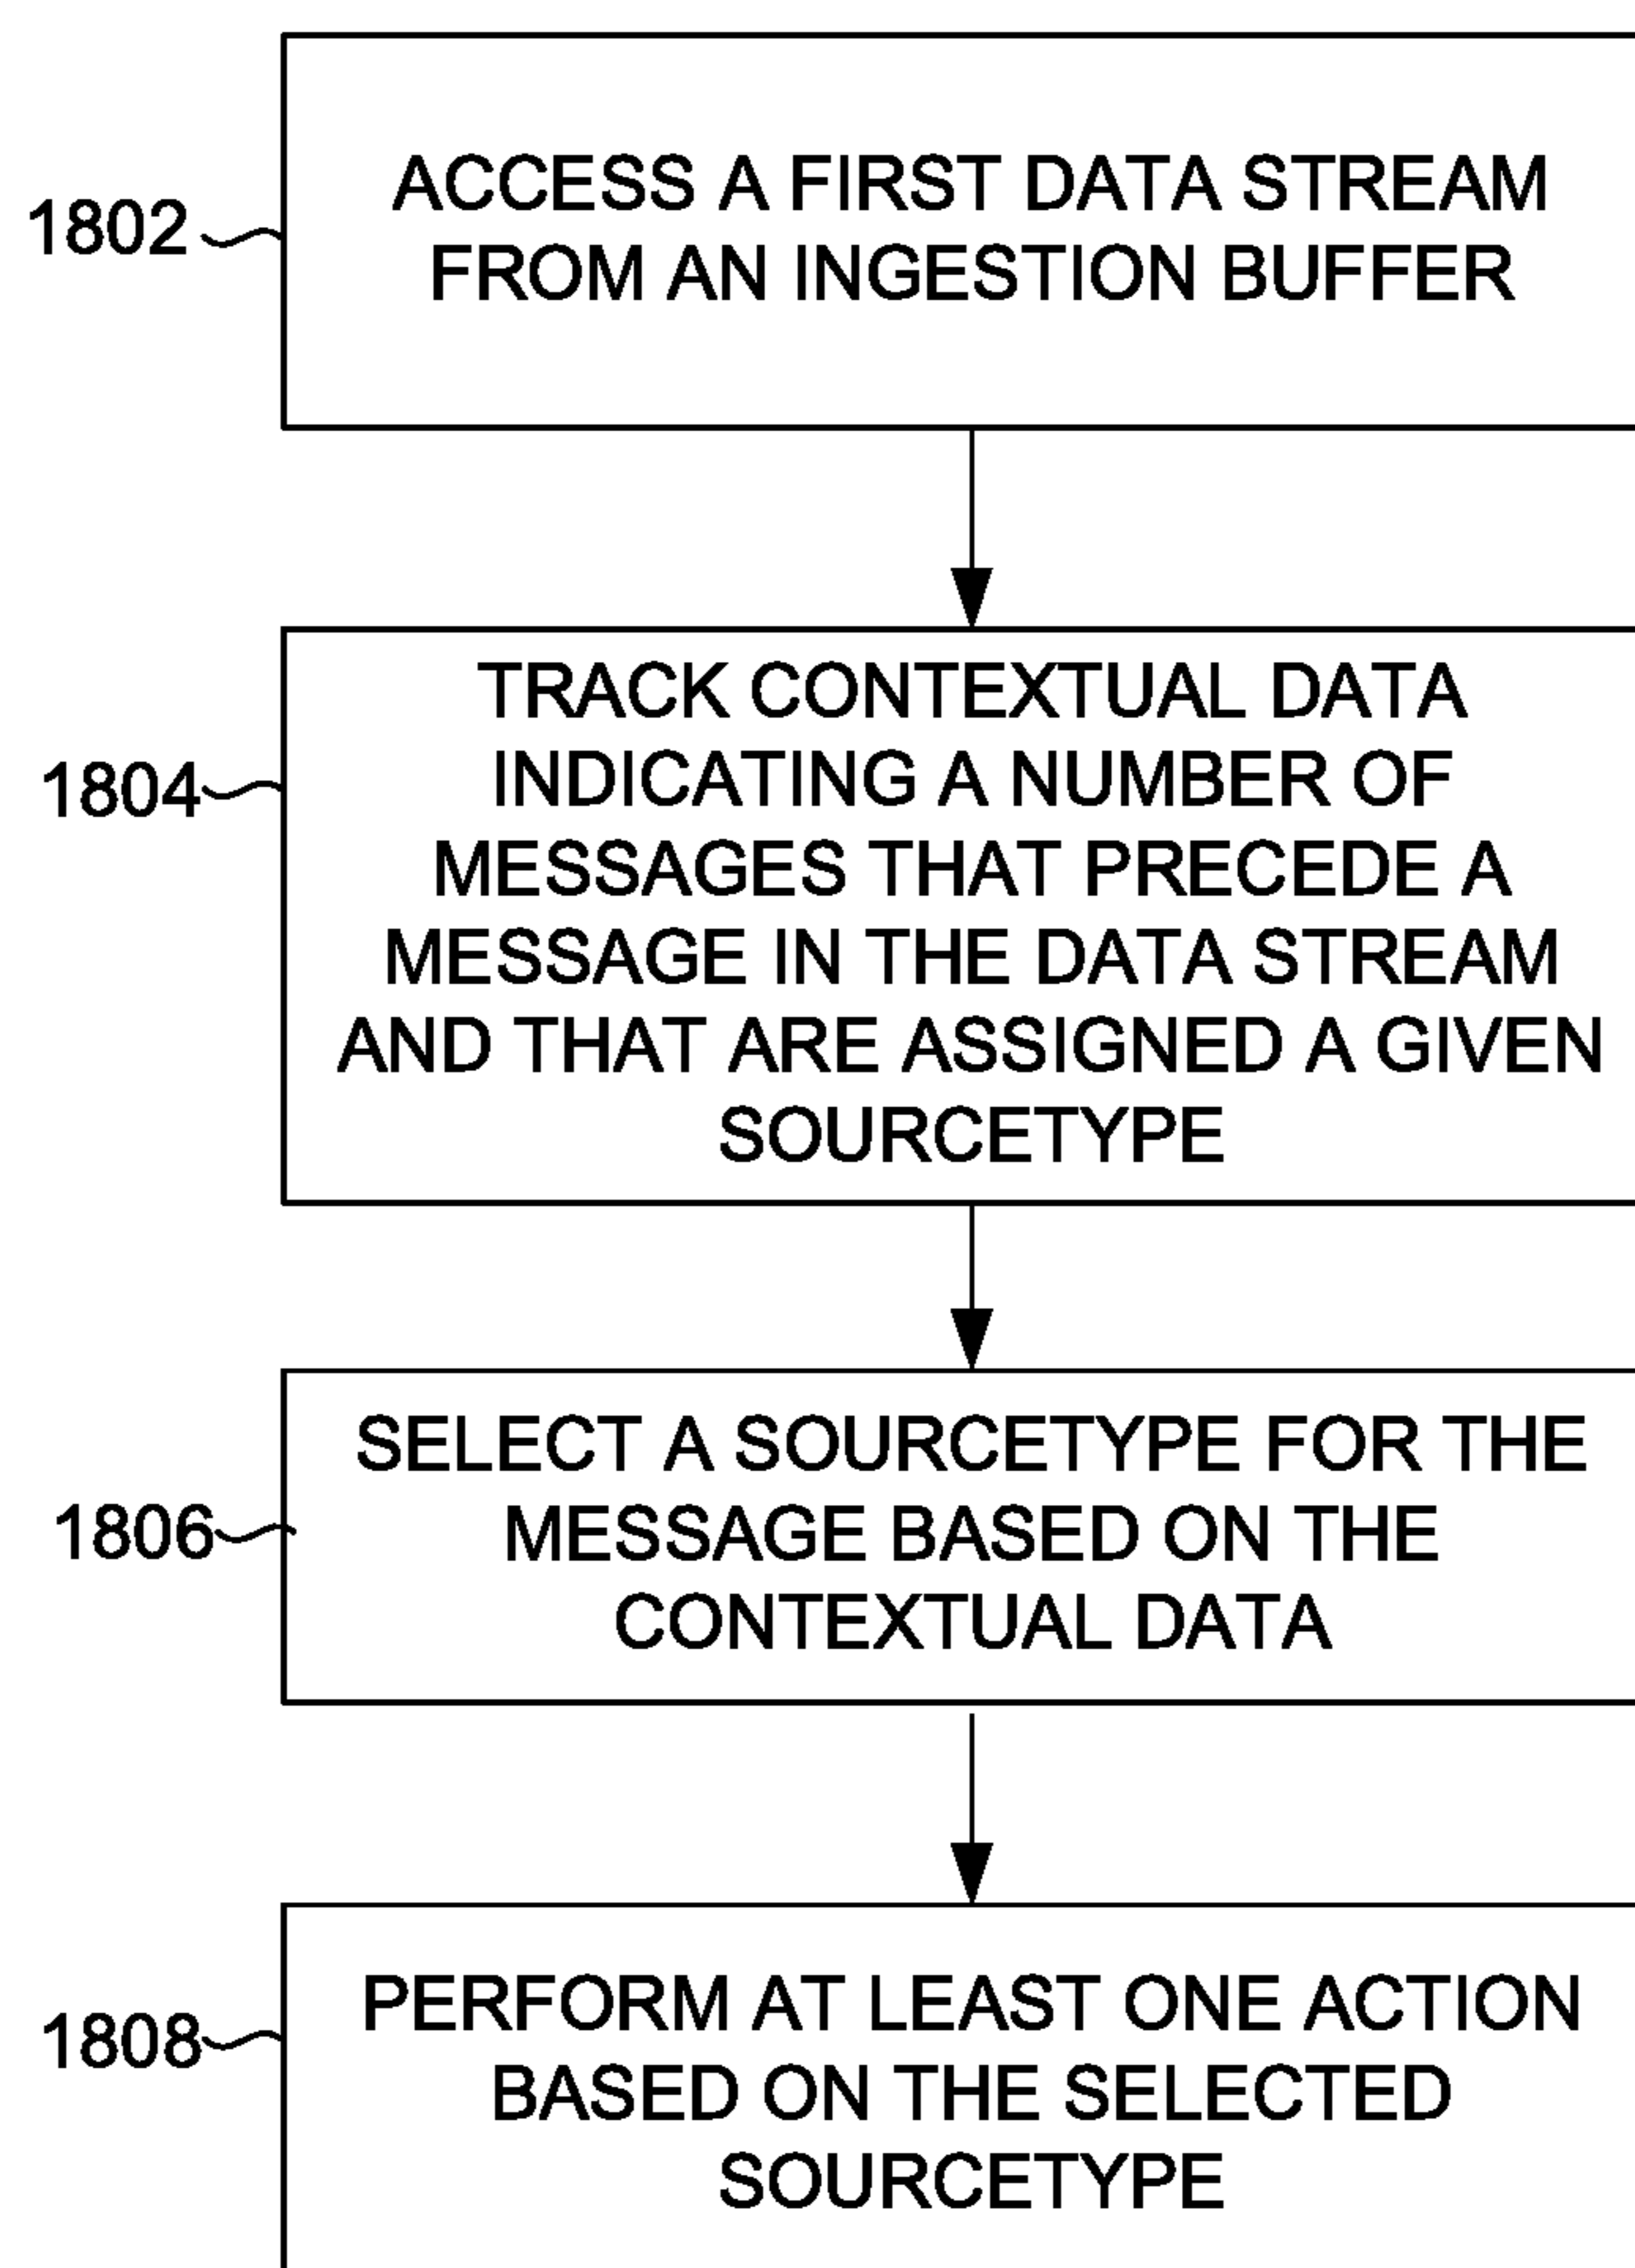 1802
ACCESS A FIRST DATA STREAM
FROM AN INGESTION BUFFER
1804
TRACK CONTEXTUAL DATA
INDICATING A NUMBER OF
MESSAGES THAT PRECEDE A
MESSAGE IN THE DATA STREAM
AND THAT ARE ASSIGNED A GIVEN
SOURCETYPE
1806
SELECT A SOURCETYPE FOR THE
MESSAGE BASED ON THE
CONTEXTUAL DATA
1808
PERFORM AT LEAST ONE ACTION
BASED ON THE SELECTED
SOURCETYPE